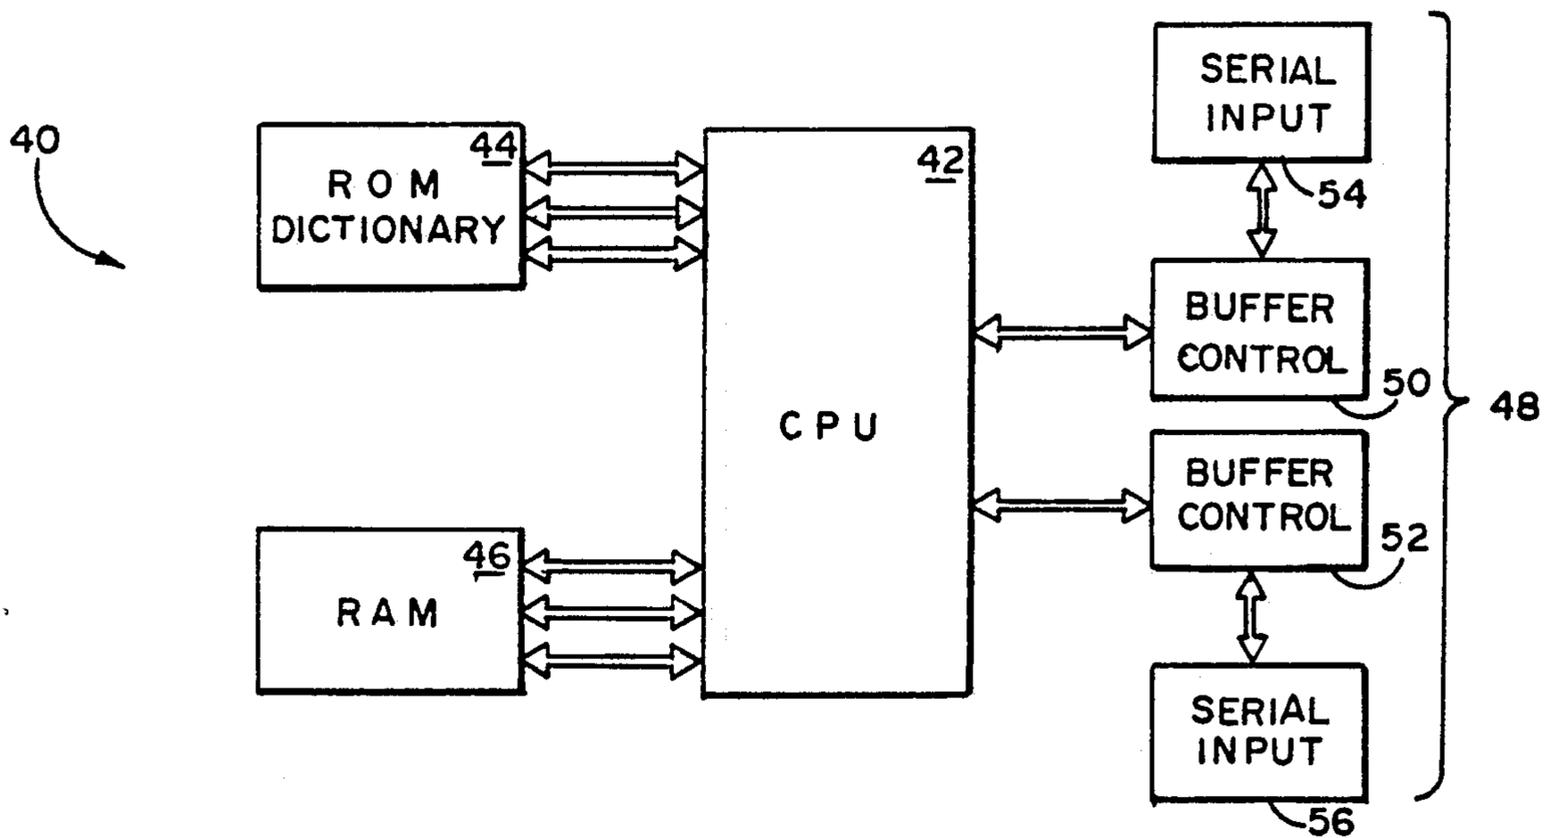 40
44
ROM
DICTIONARY
46
RAM
42
CPU
SERIAL
INPUT
54
BUFFER
CONTROL
50
BUFFER
CONTROL
52
SERIAL
INPUT
56
48